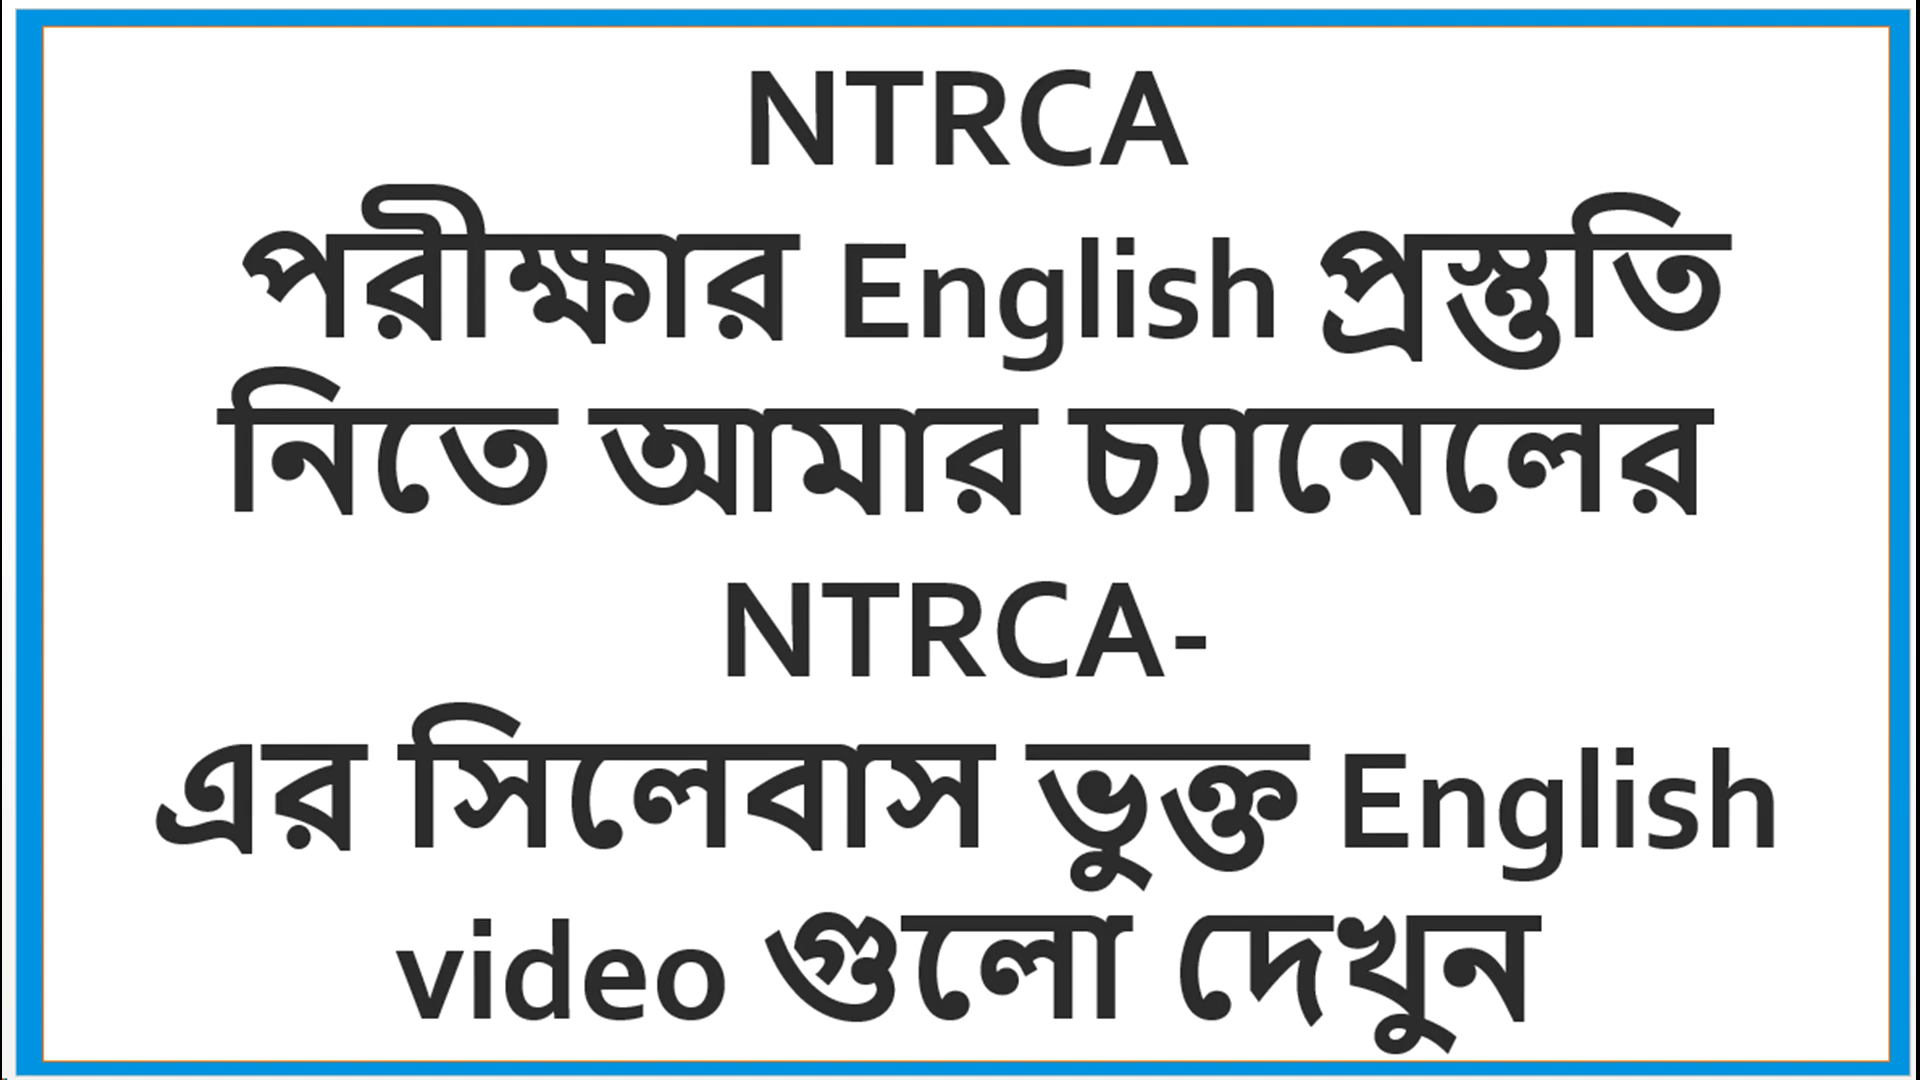 NTRCA
পরীক্ষার English প্রস্তুতি
নিতে আমার চ্যানেলের
NTRCA-
এর সিলেবাস ভুক্ত English
video গুলো দেখুন